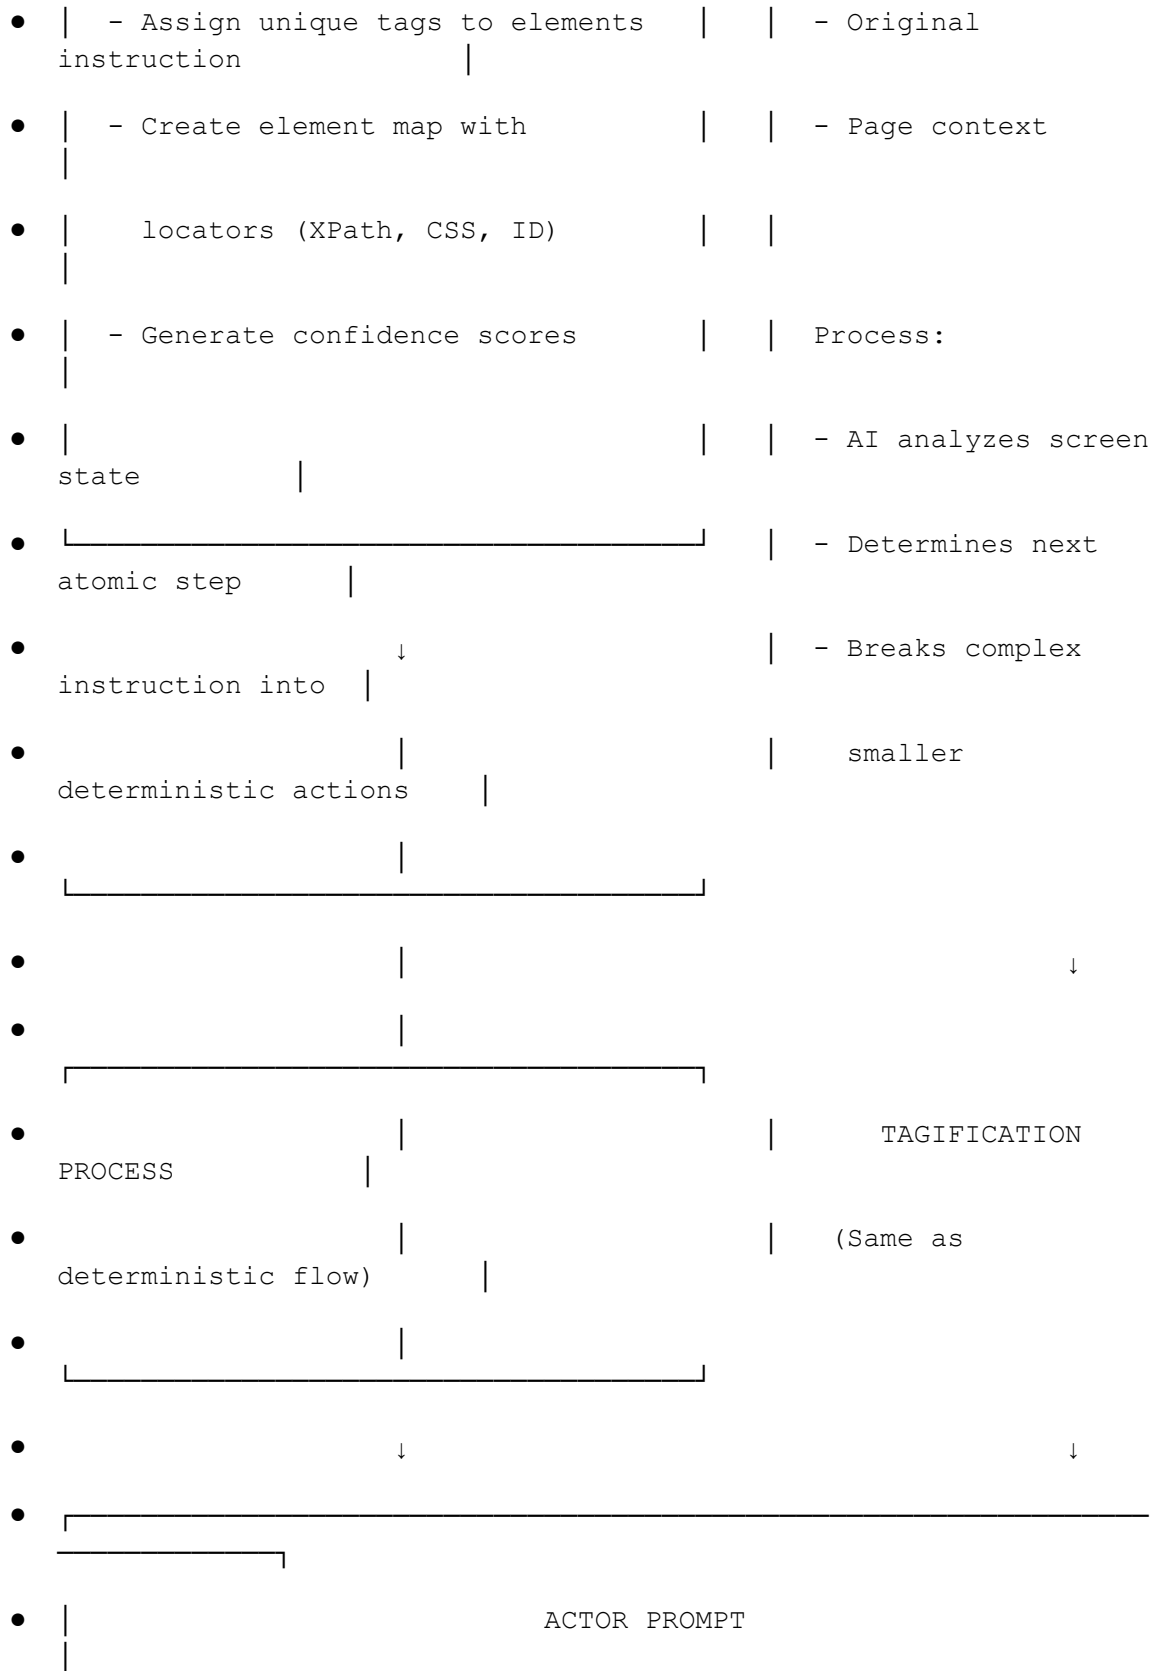 ● │  - Assign unique tags to elements   │   │  - Original
instruction            │
● │  - Create element map with          │   │  - Page context
│
● │    locators (XPath, CSS, ID)        │   │
│
● │  - Generate confidence scores       │   │  Process:
│
● │                                     │   │  - AI analyzes screen
state         │
● └─────────────────────────────────────┘   │  - Determines next
atomic step      │
●                     ↓                     │  - Breaks complex
instruction into  │
●                     │                     │    smaller
deterministic actions    │
●                     │
└─────────────────────────────────────┘
●                     │                                       ↓
●                     │
┌─────────────────────────────────────┐
●                     │                     │      TAGIFICATION
PROCESS           │
●                     │                     │   (Same as
deterministic flow)      │
●                     │
└─────────────────────────────────────┘
●                     ↓                                       ↓
● ┌────────────────────────────────────────────────────────────────
─────────────┐
● │                            ACTOR PROMPT
│